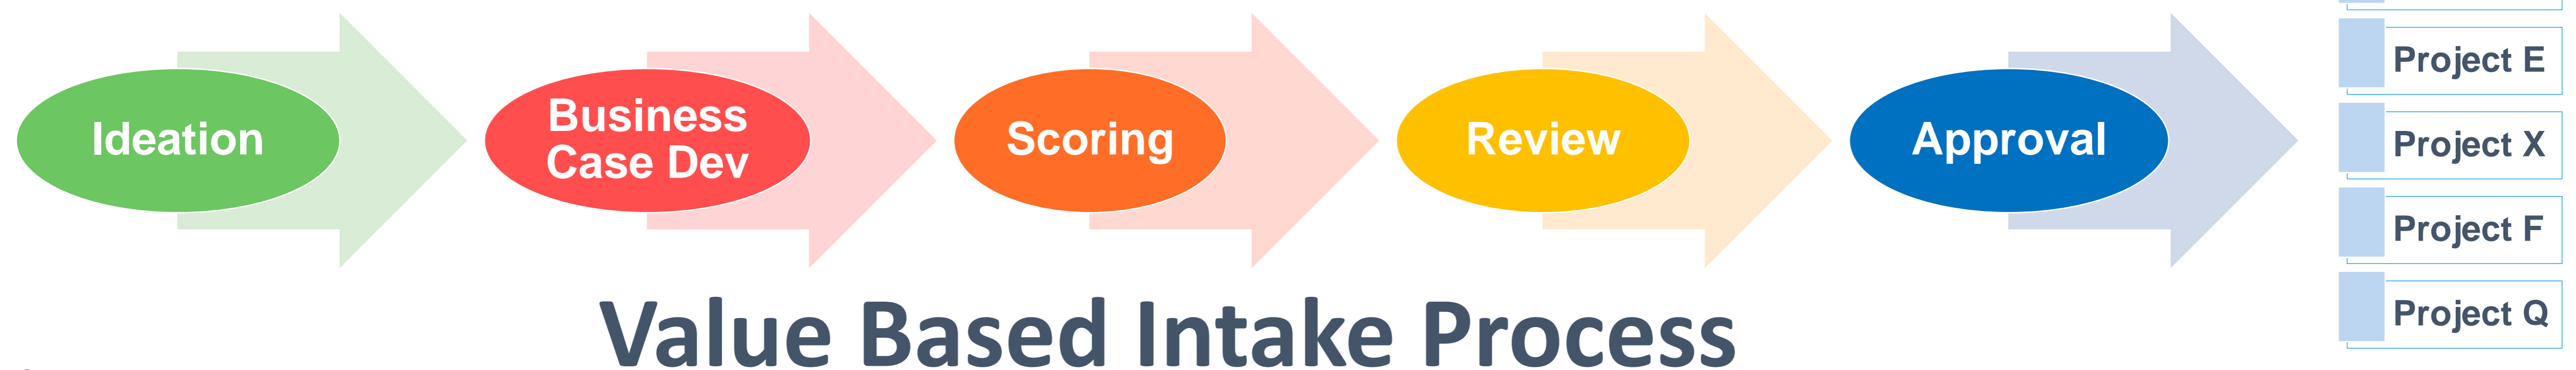 Ideation
Business
Case Dev
Scoring
Review
Approval
Project E
Project X
Project F
Project Q
Value Based Intake Process